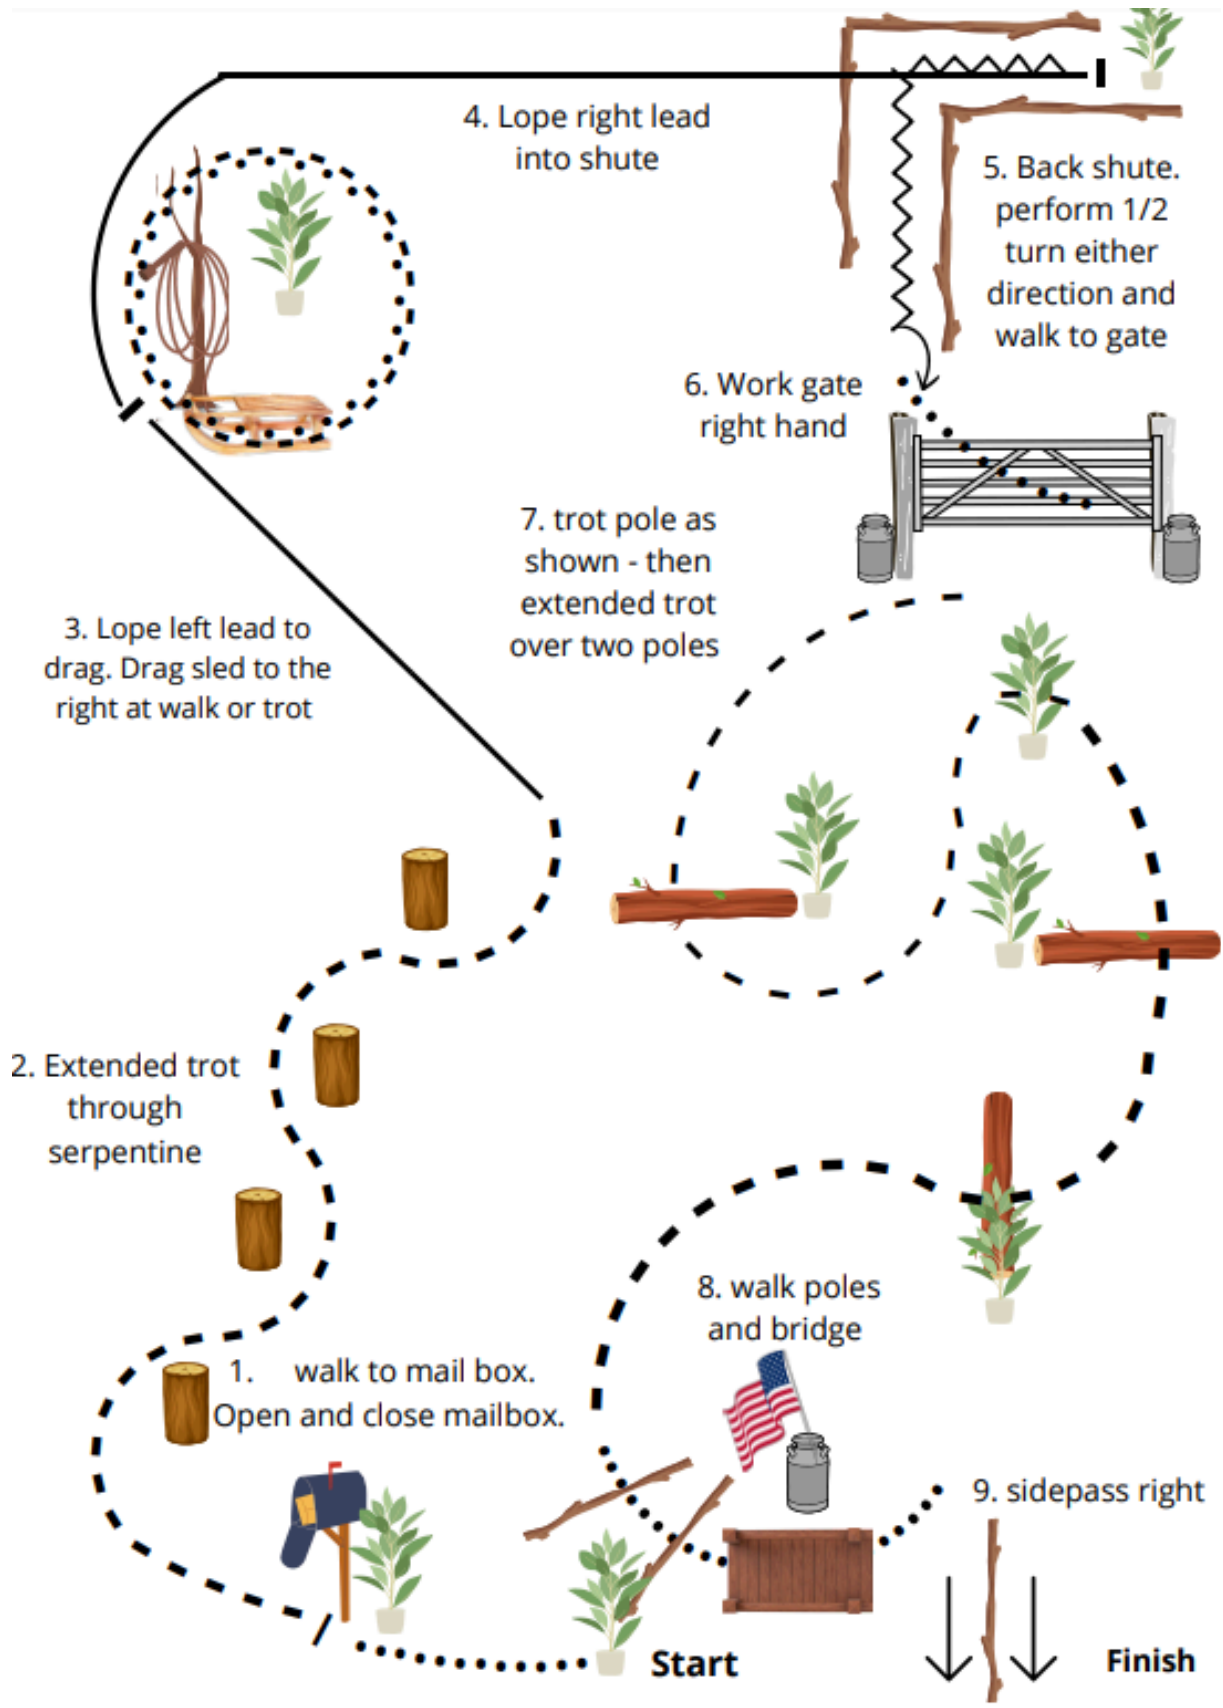 4. Lope right lead
into shute
5. Back shute.
perform 1/2
turn either
direction and
walk to gate
6. Work gate
right hand
7. trot pole as
shown - then
extended trot
over two poles
3. Lope left lead to
drag. Drag sled to the
right at walk or trot
2. Extended trot
through
serpentine
8. walk poles
and bridge
1. walk to mail box.
Open and close mailbox.
9. sidepass right
Start
Finish